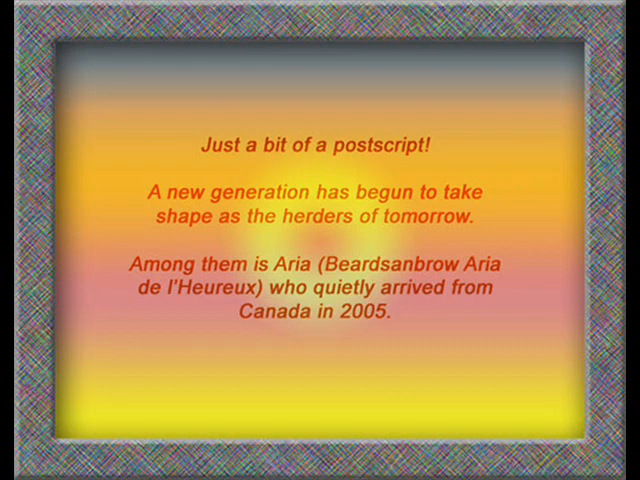 Just a bit of a postscript!
A new generation has begun to take
shape as the herders of tomorrow.
Among them is Aria (Beardsanbrow Aria
de l'Heureux) who quietly arrived from
Canada in 2005.